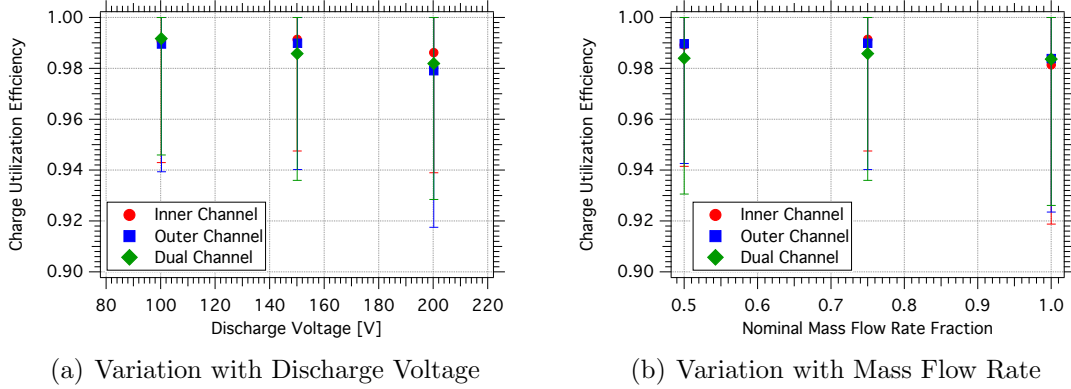 1.00
0.98
0.96
0.94
0.92
0.90
Charge Utilization Efficiency
Inner Channel
Outer Channel
Dual Channel
80 100 120 140 160 180 200 220
Discharge Voltage [V]
(a) Variation with Discharge Voltage
1.00
0.98
0.96
0.94
0.92
0.90
Charge Utilization Efficiency
Inner Channel
Outer Channel
Dual Channel
0.5 0.6 0.7 0.8 0.9 1.0
Nominal Mass Flow Rate Fraction
(b) Variation with Mass Flow Rate